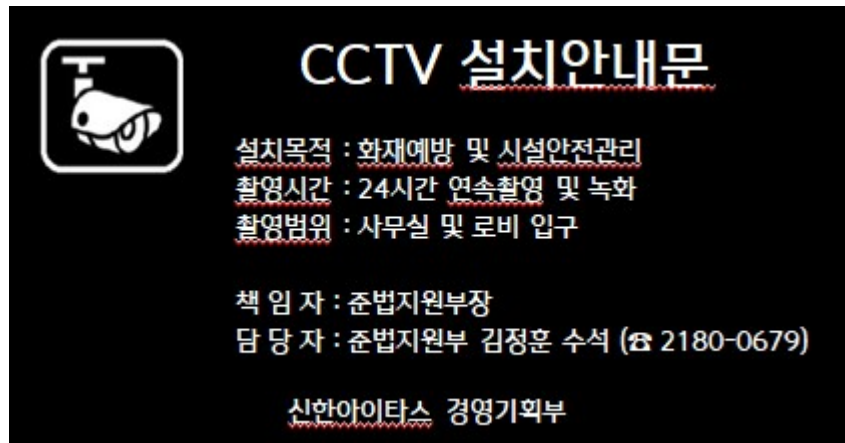 CCTV 설치안내문
설치목적 : 화재예방 및 시설안전관리
촬영시간 : 24시간 연속촬영 및 녹화
촬영범위 : 사무실 및 로비 입구
책 임 자 : 준법지원부장
담 당 자 : 준법지원부 김정훈 수석 (☎ 2180-0679)
신한아이타스 경영기획부